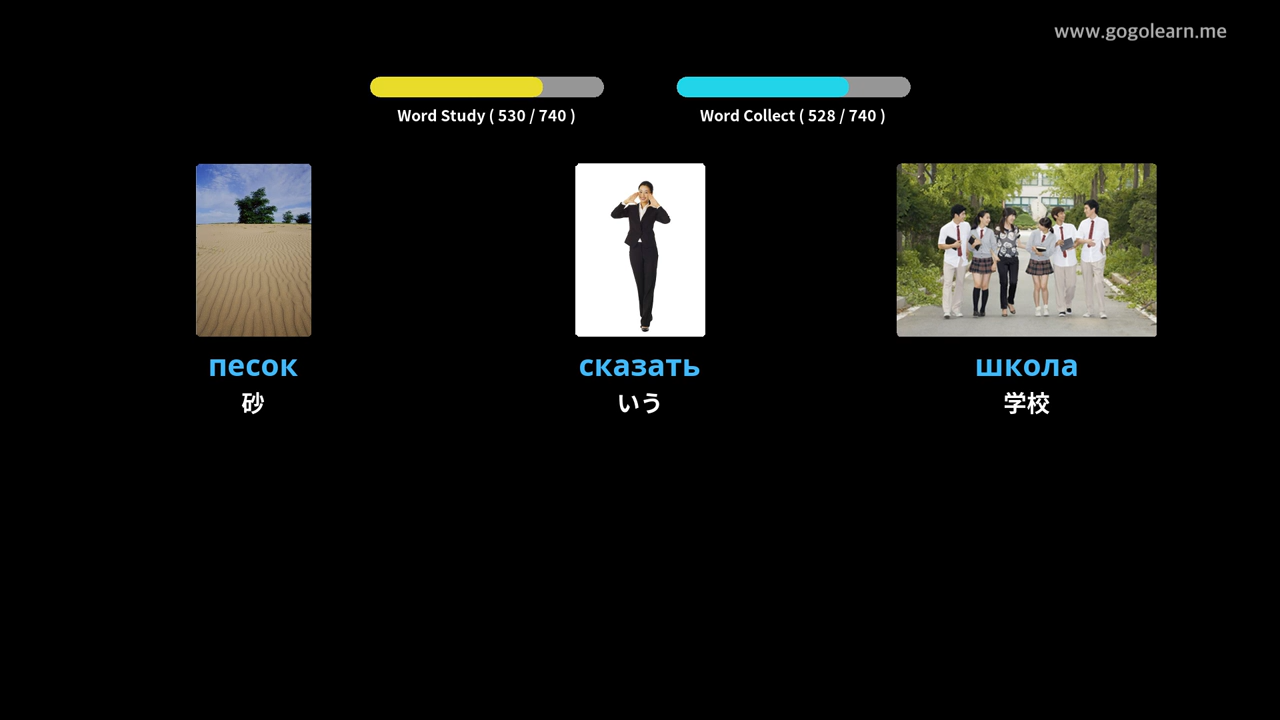 www.gogolearn.me
Word Study ( 530 / 740 )
Word Collect ( 528 / 740 )
песок
сказать
школа
砂
いう
学校